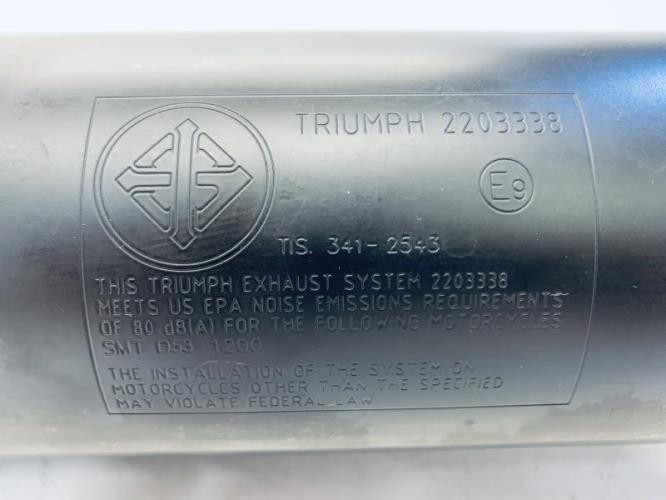 TRIUMPH 2203338
E9
TIS. 341-2543
THIS TRIUMPH EXHAUST SYSTEM 2203338
MEETS US EPA NOISE EMISSIONS REQUIREMENTS
OF 80 dB(A) FOR THE FOLLOWING MOTORCYCLES
SMT D53 1200
THE INSTALLATION OF THE SYSTEM ON
MOTORCYCLES OTHER THAN THE SPECIFIED
MAY VIOLATE FEDERAL LAW